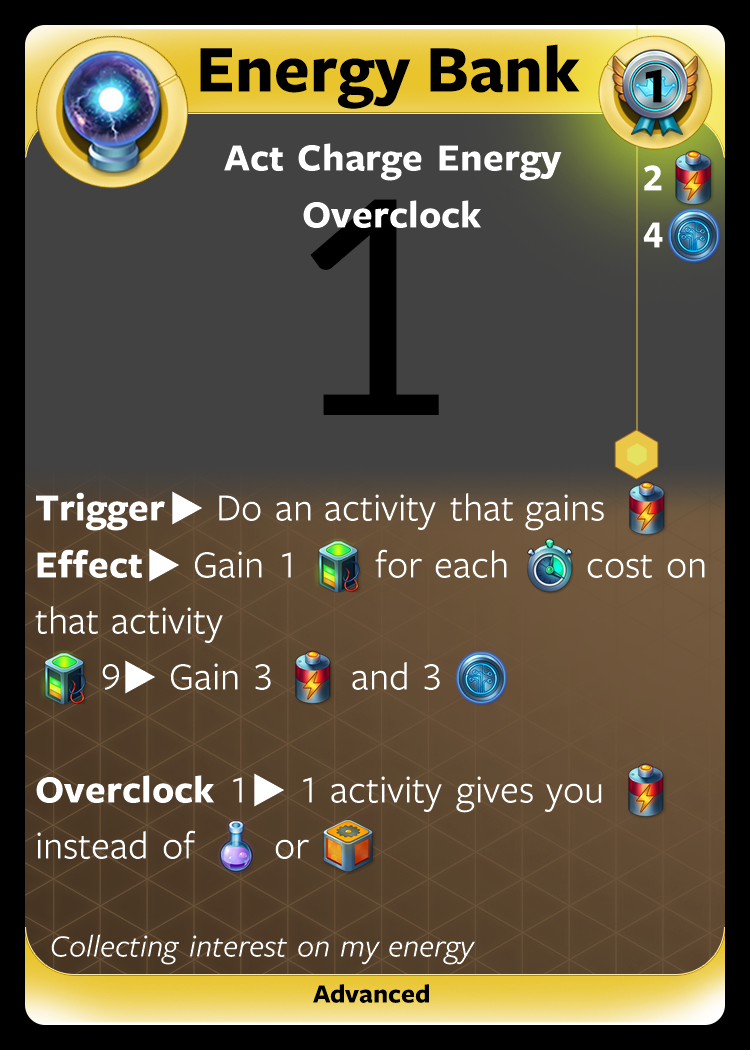 Energy Bank
1
Act Charge Energy
Overclock
2
4
1
Trigger▶ Do an activity that gains
Effect▶ Gain 1 for each cost on
that activity
9▶ Gain 3 and 3
Overclock 1▶ 1 activity gives you
instead of or
Collecting interest on my energy
Advanced